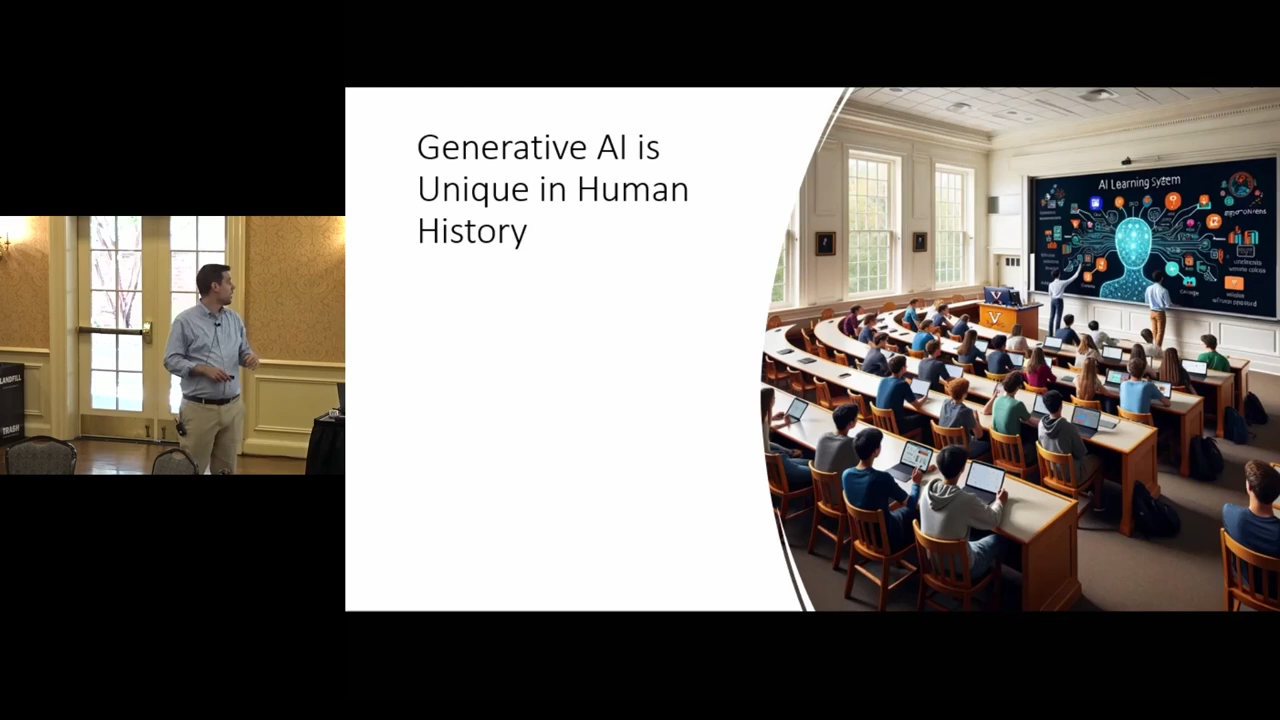 Generative AI is
Unique in Human
History
AI Learning System
V
V
LANDFILL
TRASH